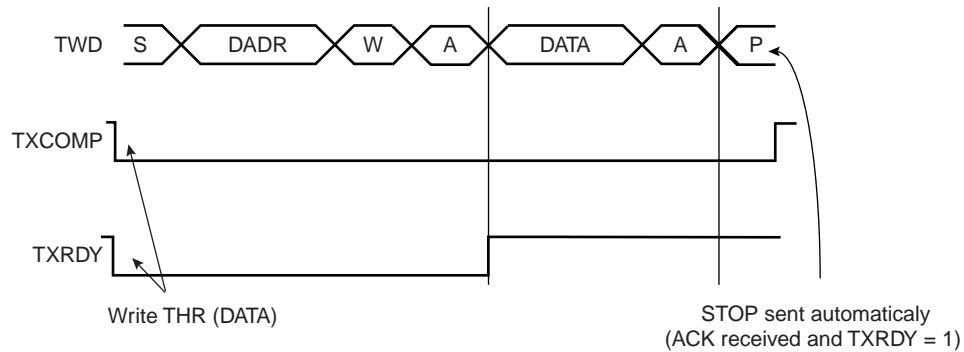 TWD S DADR W A DATA A P
TXCOMP
TXRDY
Write THR (DATA)
STOP sent automaticaly
(ACK received and TXRDY = 1)